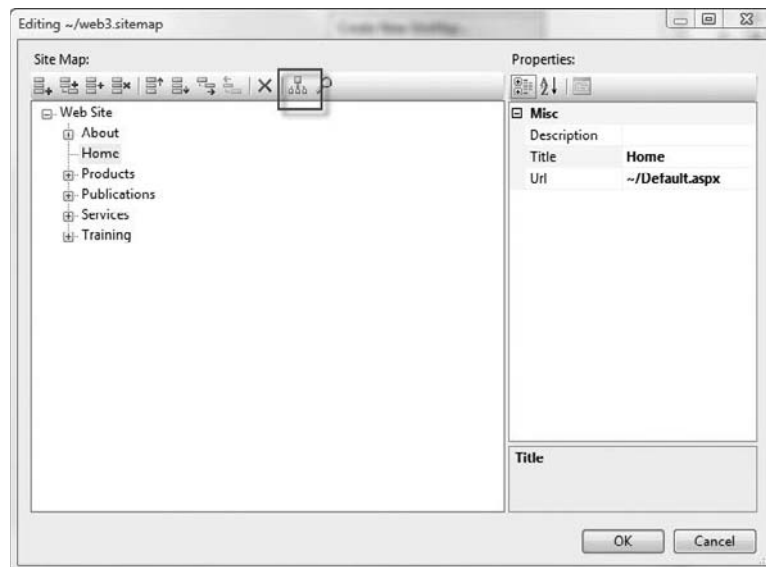 Editing ~/web3.sitemap
Site Map:
Properties:
Web Site
About
Home
Products
Publications
Services
Training
Misc
Description
Title Home
Url ~/Default.aspx
Title
OK
Cancel